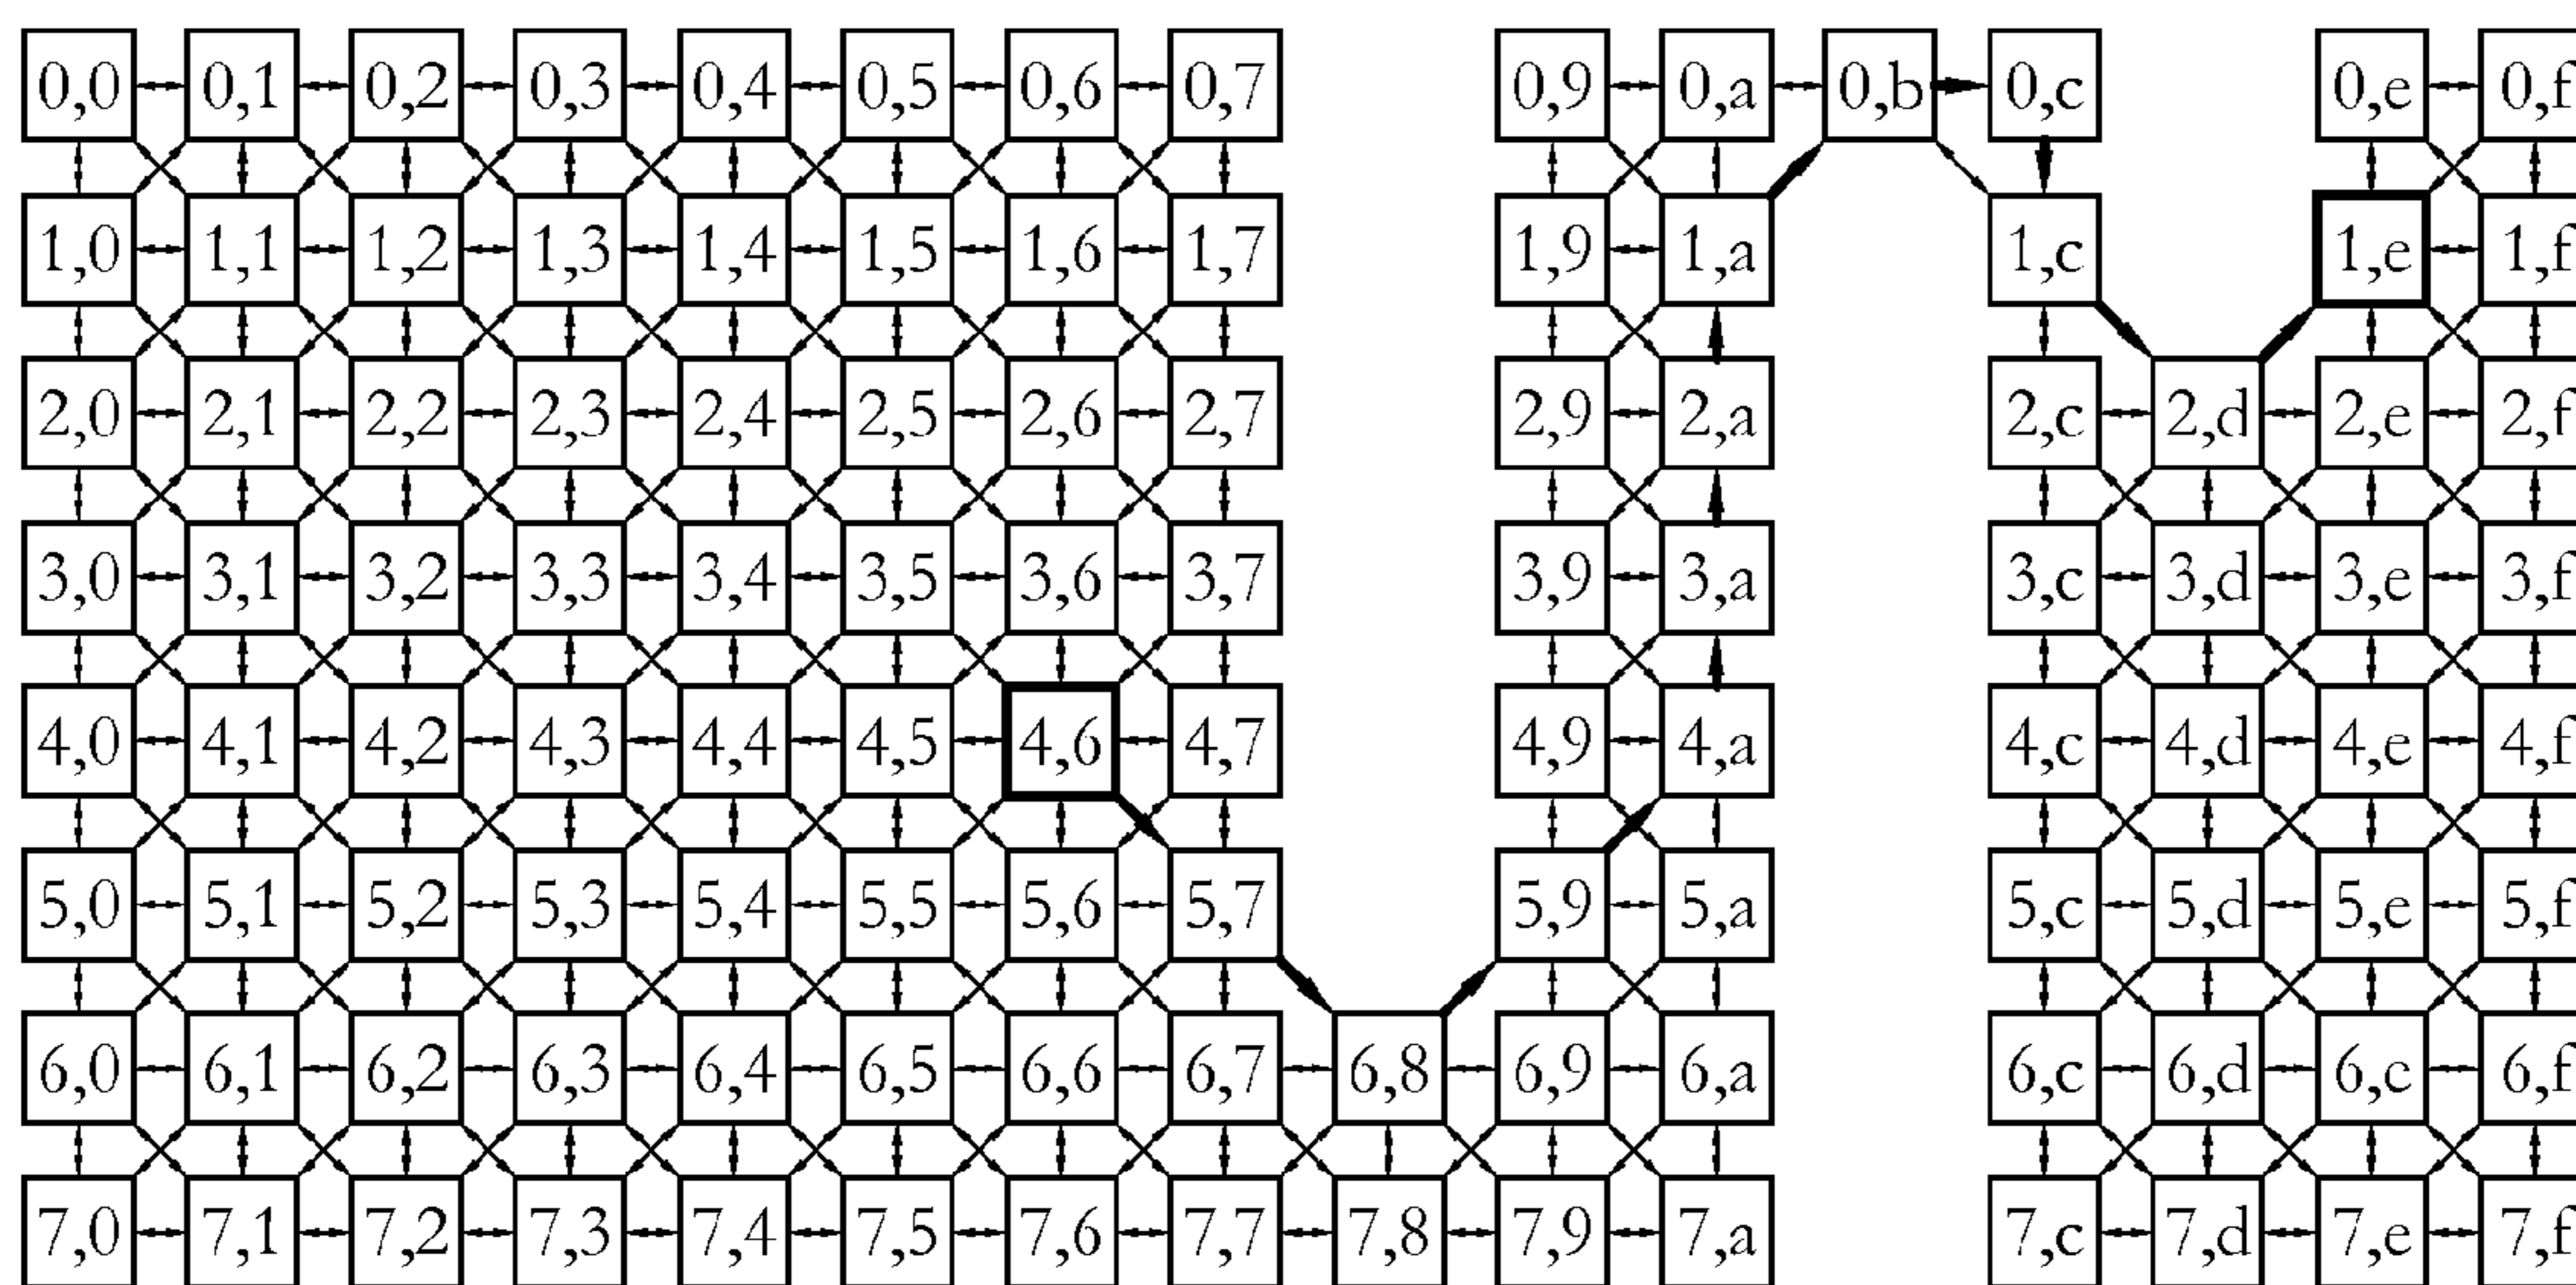 0,0 0,1 0,2 0,3 0,4 0,5 0,6 0,7 0,9 0,a 0,b 0,c 0,e 0,f
1,0 1,1 1,2 1,3 1,4 1,5 1,6 1,7 1,9 1,a 1,c 1,e 1,f
2,0 2,1 2,2 2,3 2,4 2,5 2,6 2,7 2,9 2,a 2,c 2,d 2,e 2,f
3,0 3,1 3,2 3,3 3,4 3,5 3,6 3,7 3,9 3,a 3,c 3,d 3,e 3,f
4,0 4,1 4,2 4,3 4,4 4,5 4,6 4,7 4,9 4,a 4,c 4,d 4,e 4,f
5,0 5,1 5,2 5,3 5,4 5,5 5,6 5,7 5,9 5,a 5,c 5,d 5,e 5,f
6,0 6,1 6,2 6,3 6,4 6,5 6,6 6,7 6,8 6,9 6,a 6,c 6,d 6,c 6,f
7,0 7,1 7,2 7,3 7,4 7,5 7,6 7,7 7,8 7,9 7,a 7,c 7,d 7,e 7,f